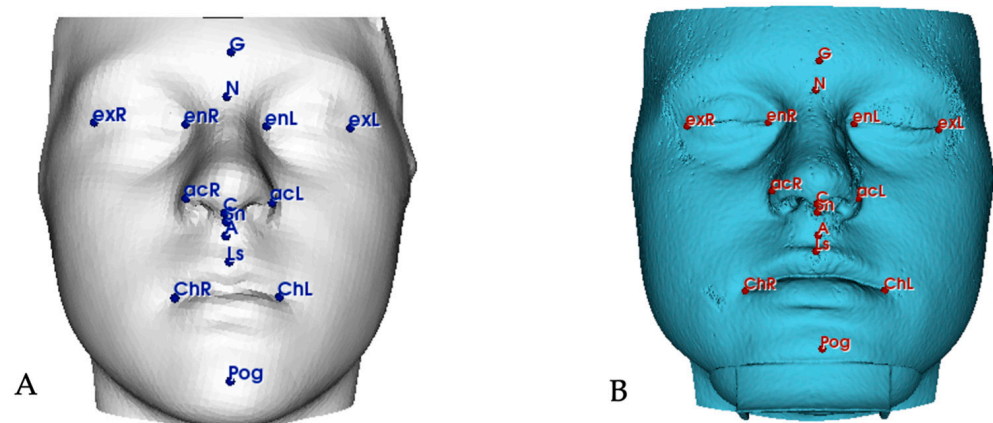 G
N
exR
enR
enL
exL
acR
acL
C
Sn
A
Ls
ChR
ChL
Pog
A
G
N
exR
enR
enL
exL
acR
acL
C
Sn
A
Ls
ChR
ChL
Pog
B